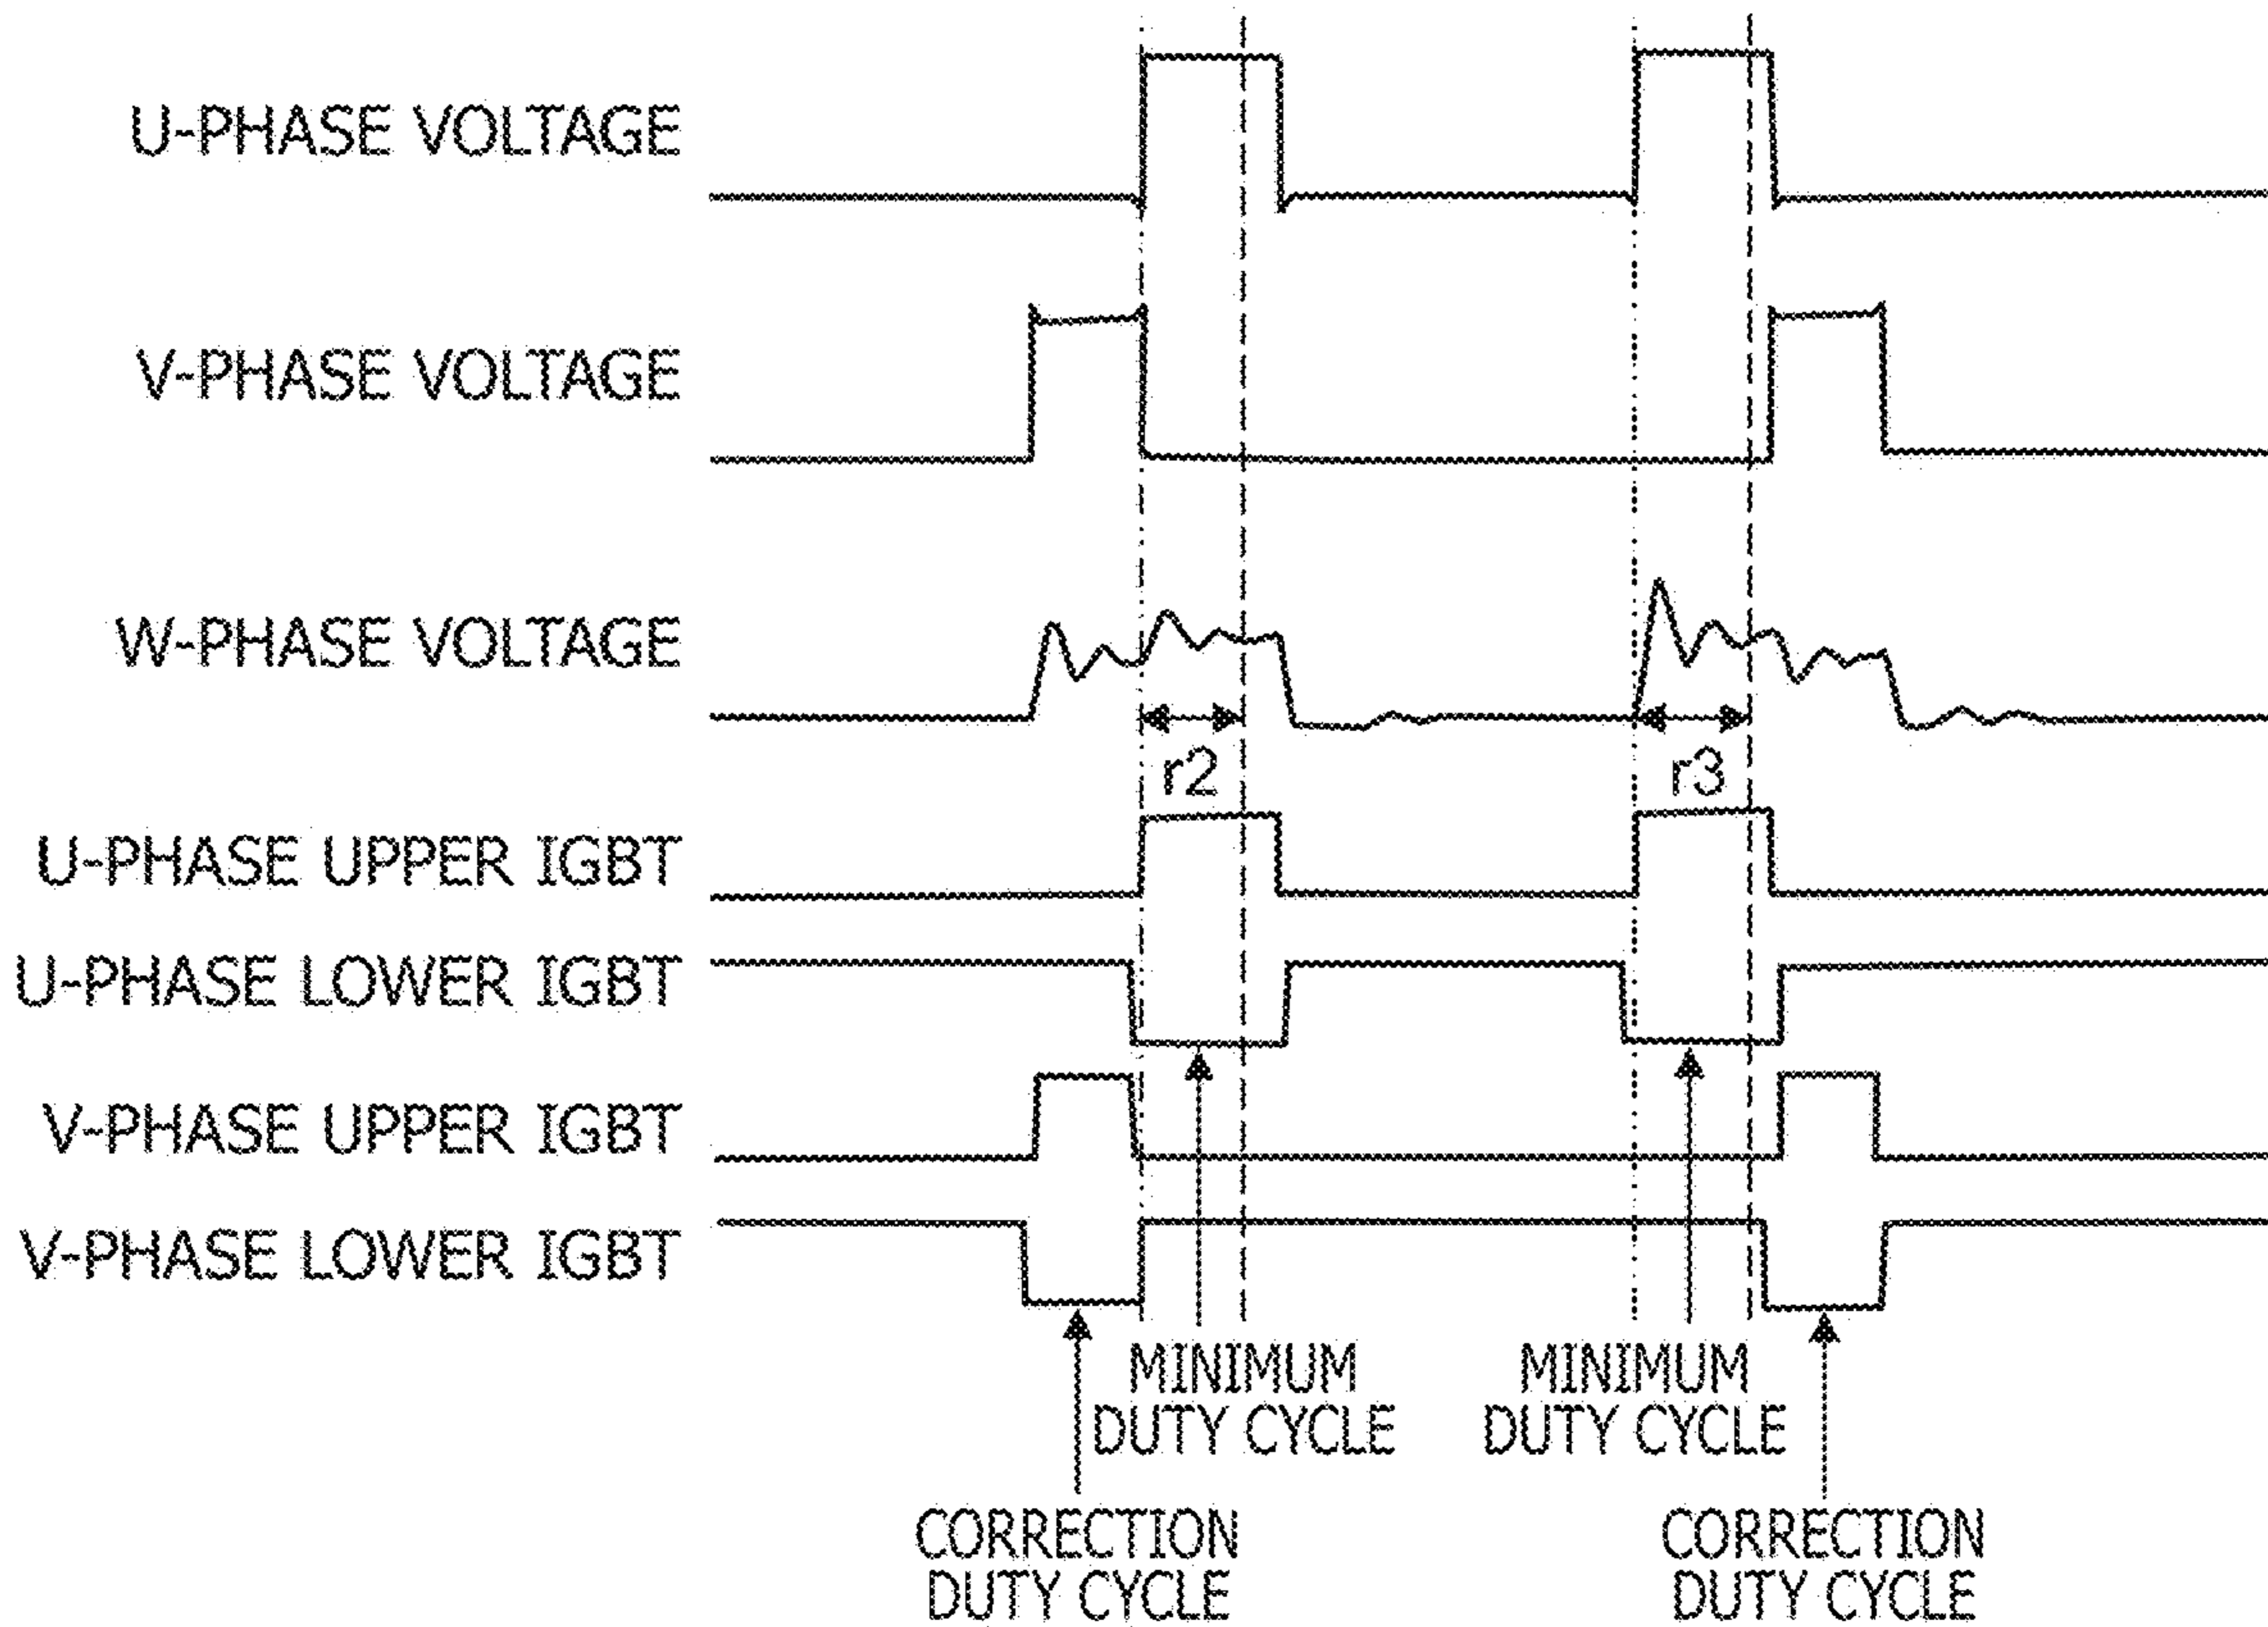 U-PHASE VOLTAGE
V-PHASE VOLTAGE
W-PHASE VOLTAGE
r2
r3
U-PHASE UPPER IGBT
U-PHASE LOWER IGBT
V-PHASE UPPER IGBT
V-PHASE LOWER IGBT
MINIMUM
DUTY CYCLE
MINIMUM
DUTY CYCLE
CORRECTION
DUTY CYCLE
CORRECTION
DUTY CYCLE